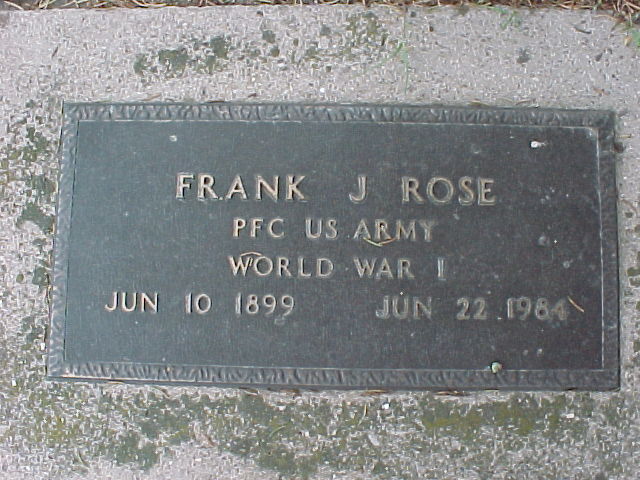 FRANK J ROSE
PFC US ARMY
WORLD WAR I
JUN 10 1899 JUN 22 1984